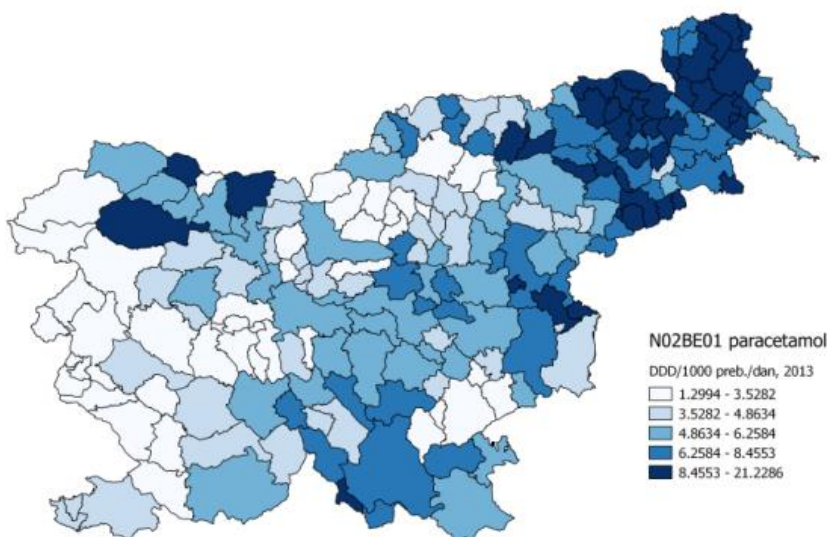 N02BE01 paracetamol
DDD/1000 preb./dan, 2013
1.2994 - 3.5282
3.5282 - 4.8634
4.8634 - 6.2584
6.2584 - 8.4553
8.4553 - 21.2286